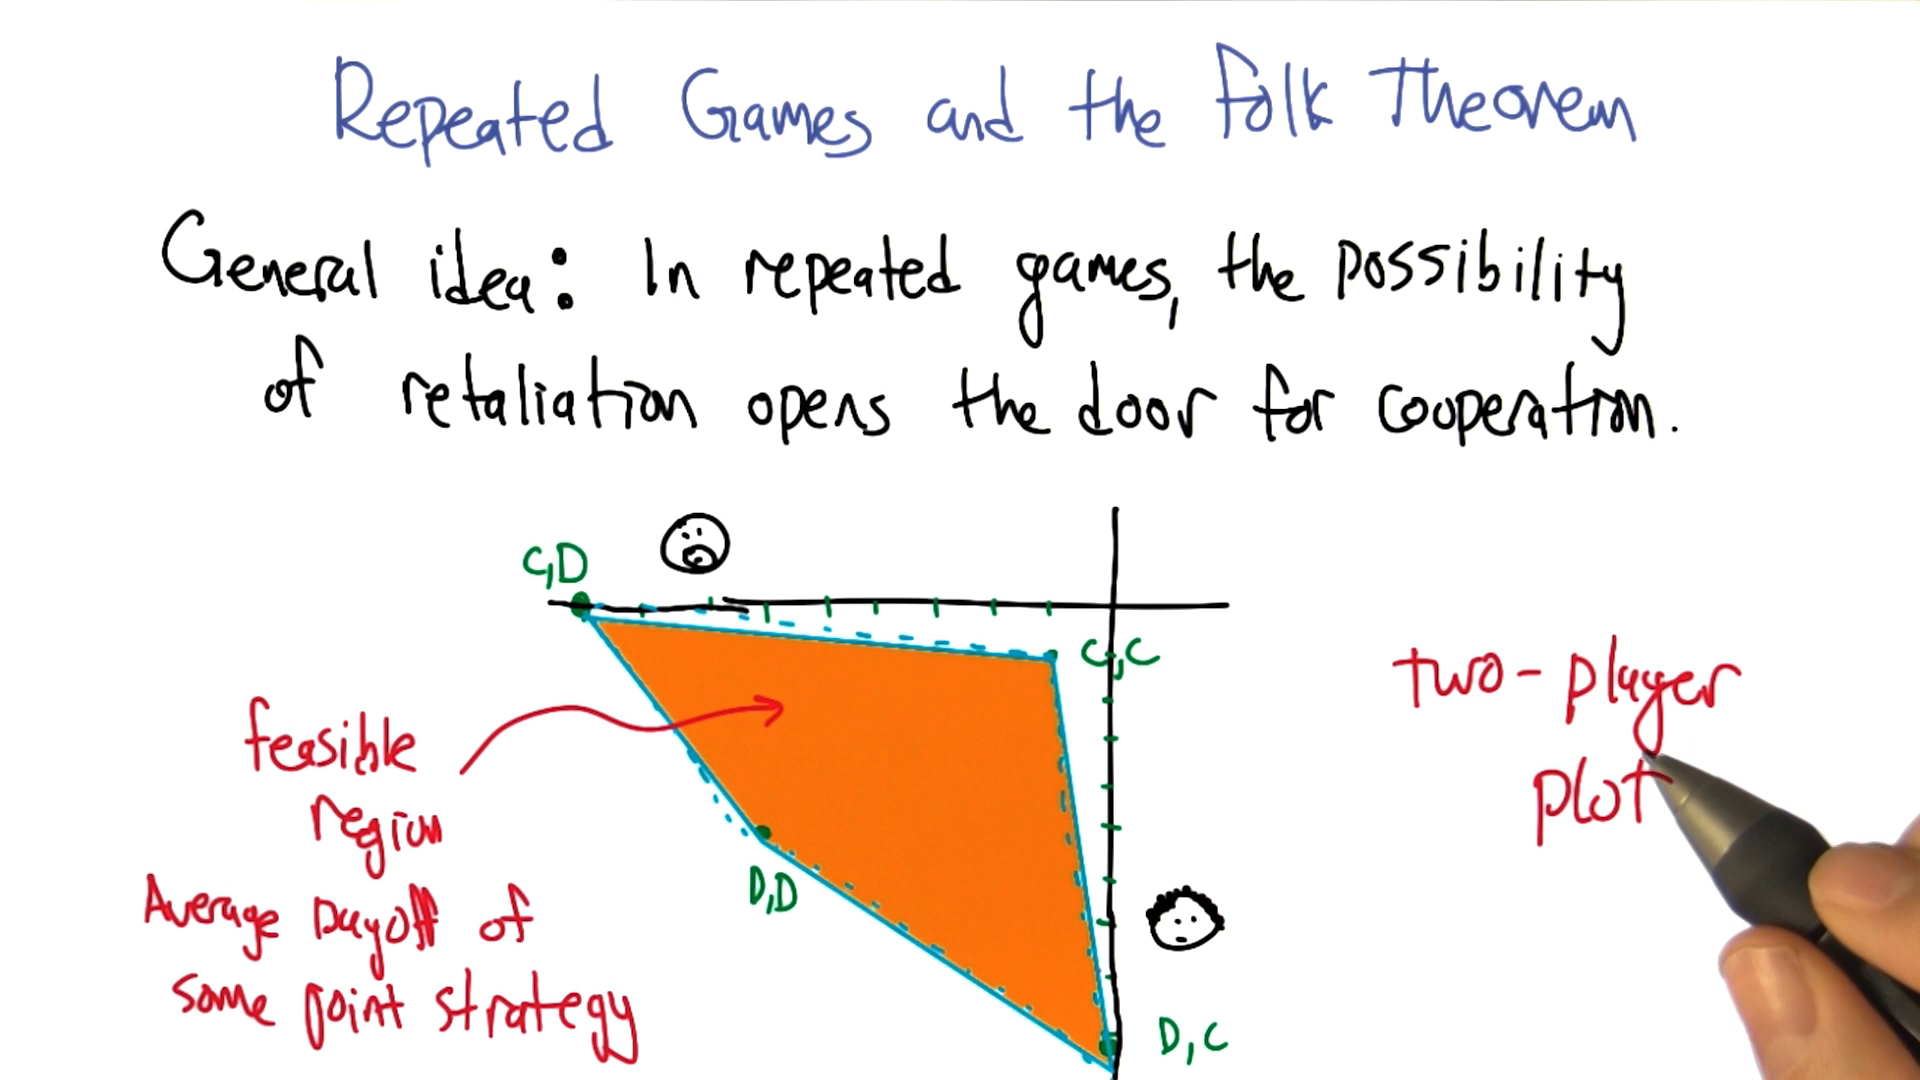 Repeated Games and the Folk Theorem
General idea: In repeated games, the possibility
of retaliation opens the door for cooperation.
C,D
C,C
two-player
plot
feasible
region
D,D
Average payoff of
some point strategy
D,C